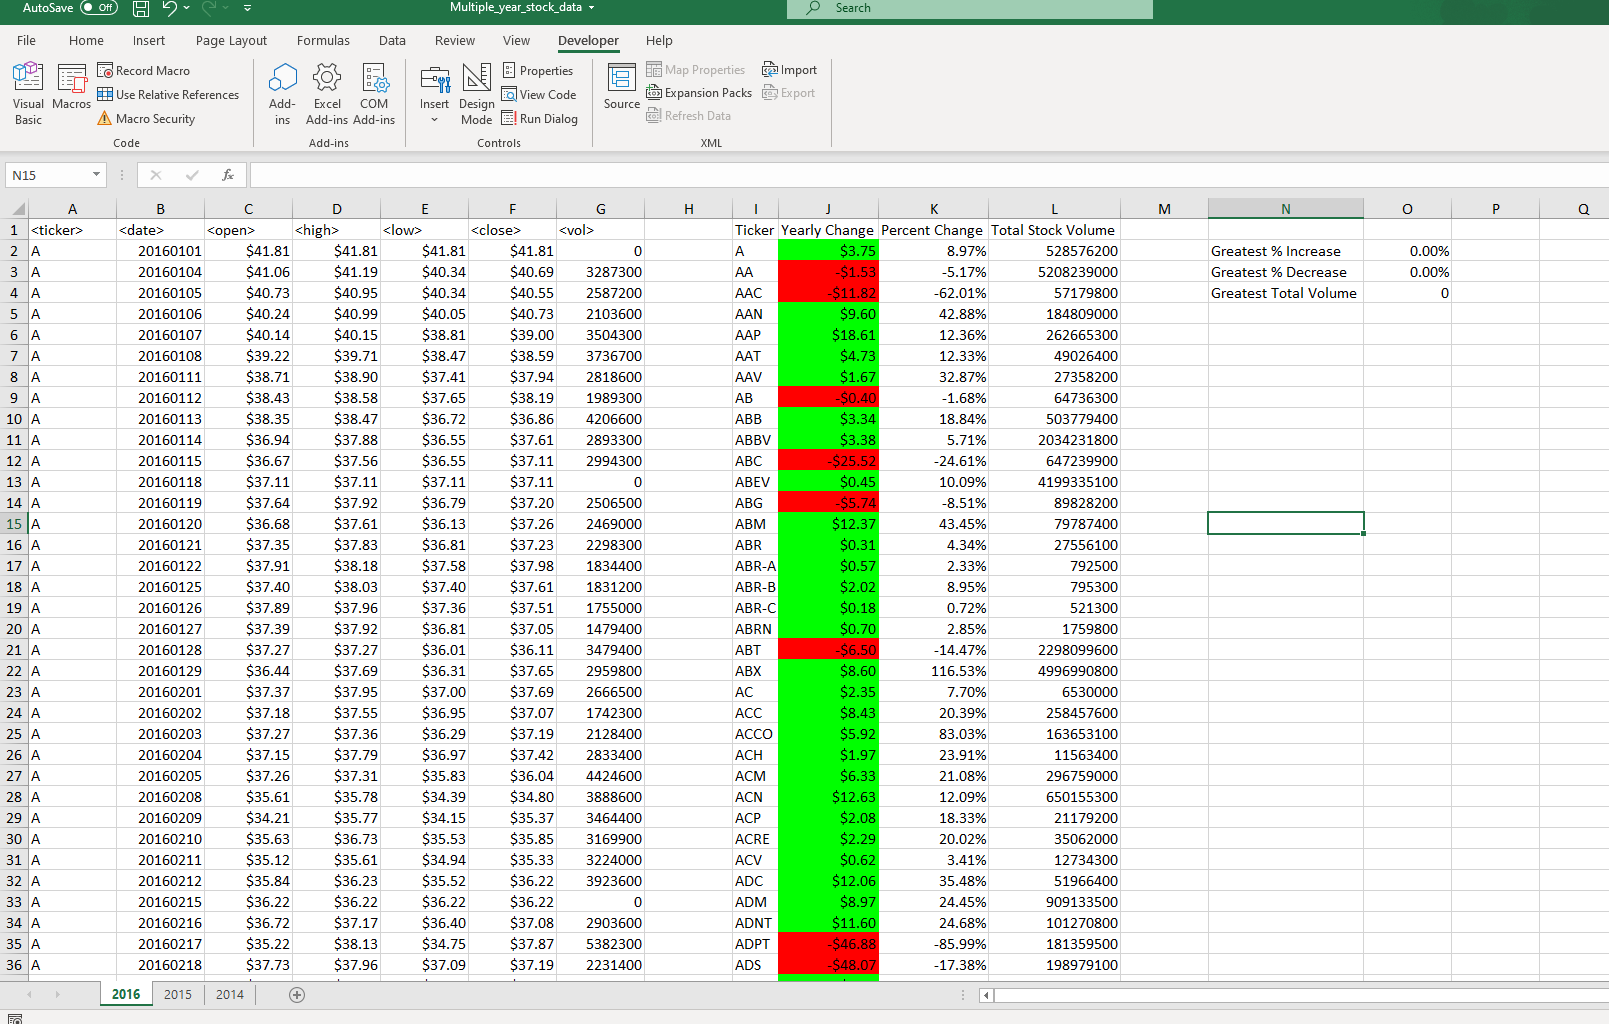 AutoSave Off Multiple_year_stock_data Search
File Home Insert Page Layout Formulas Data Review View Developer Help
Visual Basic
Macros
Record Macro
Use Relative References
Macro Security
Code
Add-ins
Excel Add-ins
COM Add-ins
Add-ins
Insert
Design Mode
Properties
View Code
Run Dialog
Controls
Source
Map Properties
Expansion Packs
Refresh Data
Import
Export
XML
N15 fx
A B C D E F G H I J K L M N O P Q
1 <ticker> <date> <open> <high> <low> <close> <vol> Ticker Yearly Change Percent Change Total Stock Volume
2 A 20160101 $41.81 $41.81 $41.81 $41.81 0 A $3.75 8.97% 528576200 Greatest % Increase 0.00%
3 A 20160104 $41.06 $41.19 $40.34 $40.69 3287300 AA -$1.53 -5.17% 5208239000 Greatest % Decrease 0.00%
4 A 20160105 $40.73 $40.95 $40.34 $40.55 2587200 AAC -$11.82 -62.01% 57179800 Greatest Total Volume 0
5 A 20160106 $40.24 $40.99 $40.05 $40.73 2103600 AAN $9.60 42.88% 184809000
6 A 20160107 $40.14 $40.15 $38.81 $39.00 3504300 AAP $18.61 12.36% 262665300
7 A 20160108 $39.22 $39.71 $38.47 $38.59 3736700 AAT $4.73 12.33% 49026400
8 A 20160111 $38.71 $38.90 $37.41 $37.94 2818600 AAV $1.67 32.87% 27358200
9 A 20160112 $38.43 $38.58 $37.65 $38.19 1989300 AB -$0.40 -1.68% 64736300
10 A 20160113 $38.35 $38.47 $36.72 $36.86 4206600 ABB $3.34 18.84% 503779400
11 A 20160114 $36.94 $37.88 $36.55 $37.61 2893300 ABBV $3.38 5.71% 2034231800
12 A 20160115 $36.67 $37.56 $36.55 $37.11 2994300 ABC -$25.52 -24.61% 647239900
13 A 20160118 $37.11 $37.11 $37.11 $37.11 0 ABEV $0.45 10.09% 4199335100
14 A 20160119 $37.64 $37.92 $36.79 $37.20 2506500 ABG -$5.74 -8.51% 89828200
15 A 20160120 $36.68 $37.61 $36.13 $37.26 2469000 ABM $12.37 43.45% 79787400
16 A 20160121 $37.35 $37.83 $36.81 $37.23 2298300 ABR $0.31 4.34% 27556100
17 A 20160122 $37.91 $38.18 $37.58 $37.98 1834400 ABR-A $0.57 2.33% 792500
18 A 20160125 $37.40 $38.03 $37.40 $37.61 1831200 ABR-B $2.02 8.95% 795300
19 A 20160126 $37.89 $37.96 $37.36 $37.51 1755000 ABR-C $0.18 0.72% 521300
20 A 20160127 $37.39 $37.92 $36.81 $37.05 1479400 ABRN $0.70 2.85% 1759800
21 A 20160128 $37.27 $37.27 $36.01 $36.11 3479400 ABT -$6.50 -14.47% 2298099600
22 A 20160129 $36.44 $37.69 $36.31 $37.65 2959800 ABX $8.60 116.53% 4996990800
23 A 20160201 $37.37 $37.95 $37.00 $37.69 2666500 AC $2.35 7.70% 6530000
24 A 20160202 $37.18 $37.55 $36.95 $37.07 1742300 ACC $8.43 20.39% 258457600
25 A 20160203 $37.27 $37.36 $36.29 $37.19 2128400 ACCO $5.92 83.03% 163653100
26 A 20160204 $37.15 $37.79 $36.97 $37.42 2833400 ACH $1.97 23.91% 11563400
27 A 20160205 $37.26 $37.31 $35.83 $36.04 4424600 ACM $6.33 21.08% 296759000
28 A 20160208 $35.61 $35.78 $34.39 $34.80 3888600 ACN $12.63 12.09% 650155300
29 A 20160209 $34.21 $35.77 $34.15 $35.37 3464400 ACP $2.08 18.33% 21179200
30 A 20160210 $35.63 $36.73 $35.53 $35.85 3169900 ACRE $2.29 20.02% 35062000
31 A 20160211 $35.12 $35.61 $34.94 $35.33 3224000 ACV $0.62 3.41% 12734300
32 A 20160212 $35.84 $36.23 $35.52 $36.22 3923600 ADC $12.06 35.48% 51966400
33 A 20160215 $36.22 $36.22 $36.22 $36.22 0 ADM $8.97 24.45% 909133500
34 A 20160216 $36.72 $37.17 $36.40 $37.08 2903600 ADNT $11.60 24.68% 101270800
35 A 20160217 $35.22 $38.13 $34.75 $37.87 5382300 ADPT -$46.88 -85.99% 181359500
36 A 20160218 $37.73 $37.96 $37.09 $37.19 2231400 ADS -$48.07 -17.38% 198979100
2016 2015 2014